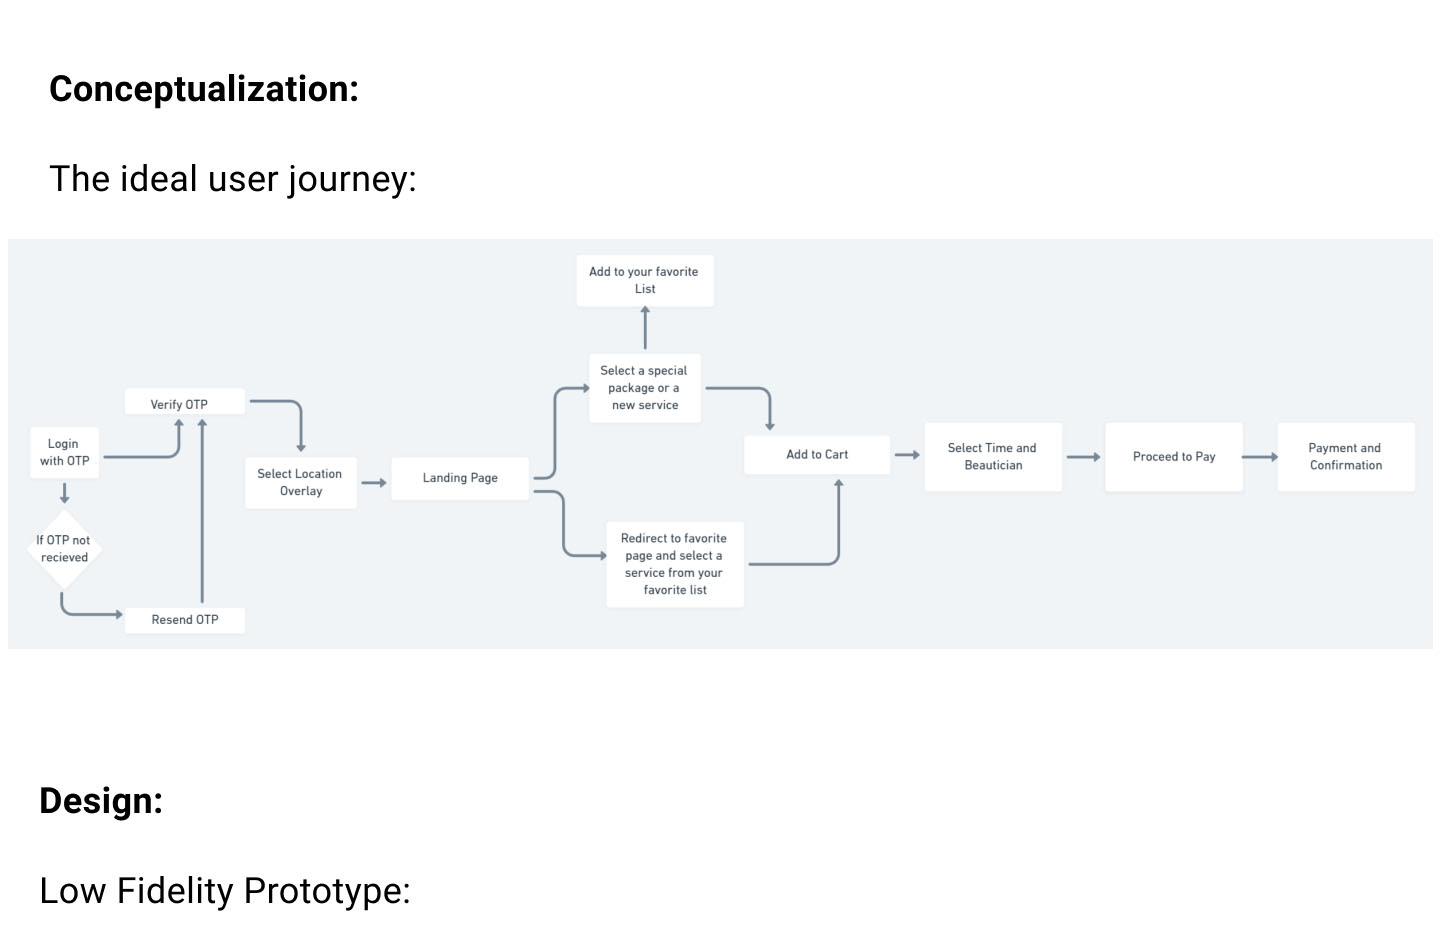 Conceptualization:
The ideal user journey:
Add to your favorite
List
Select a special
package or a
new service
Verify OTP
Login
with OTP
Select Location
Overlay
Landing Page
Add to Cart
Select Time and
Beautician
Proceed to Pay
Payment and
Confirmation
If OTP not
recieved
Redirect to favorite
page and select a
service from your
favorite list
Resend OTP
Design:
Low Fidelity Prototype: